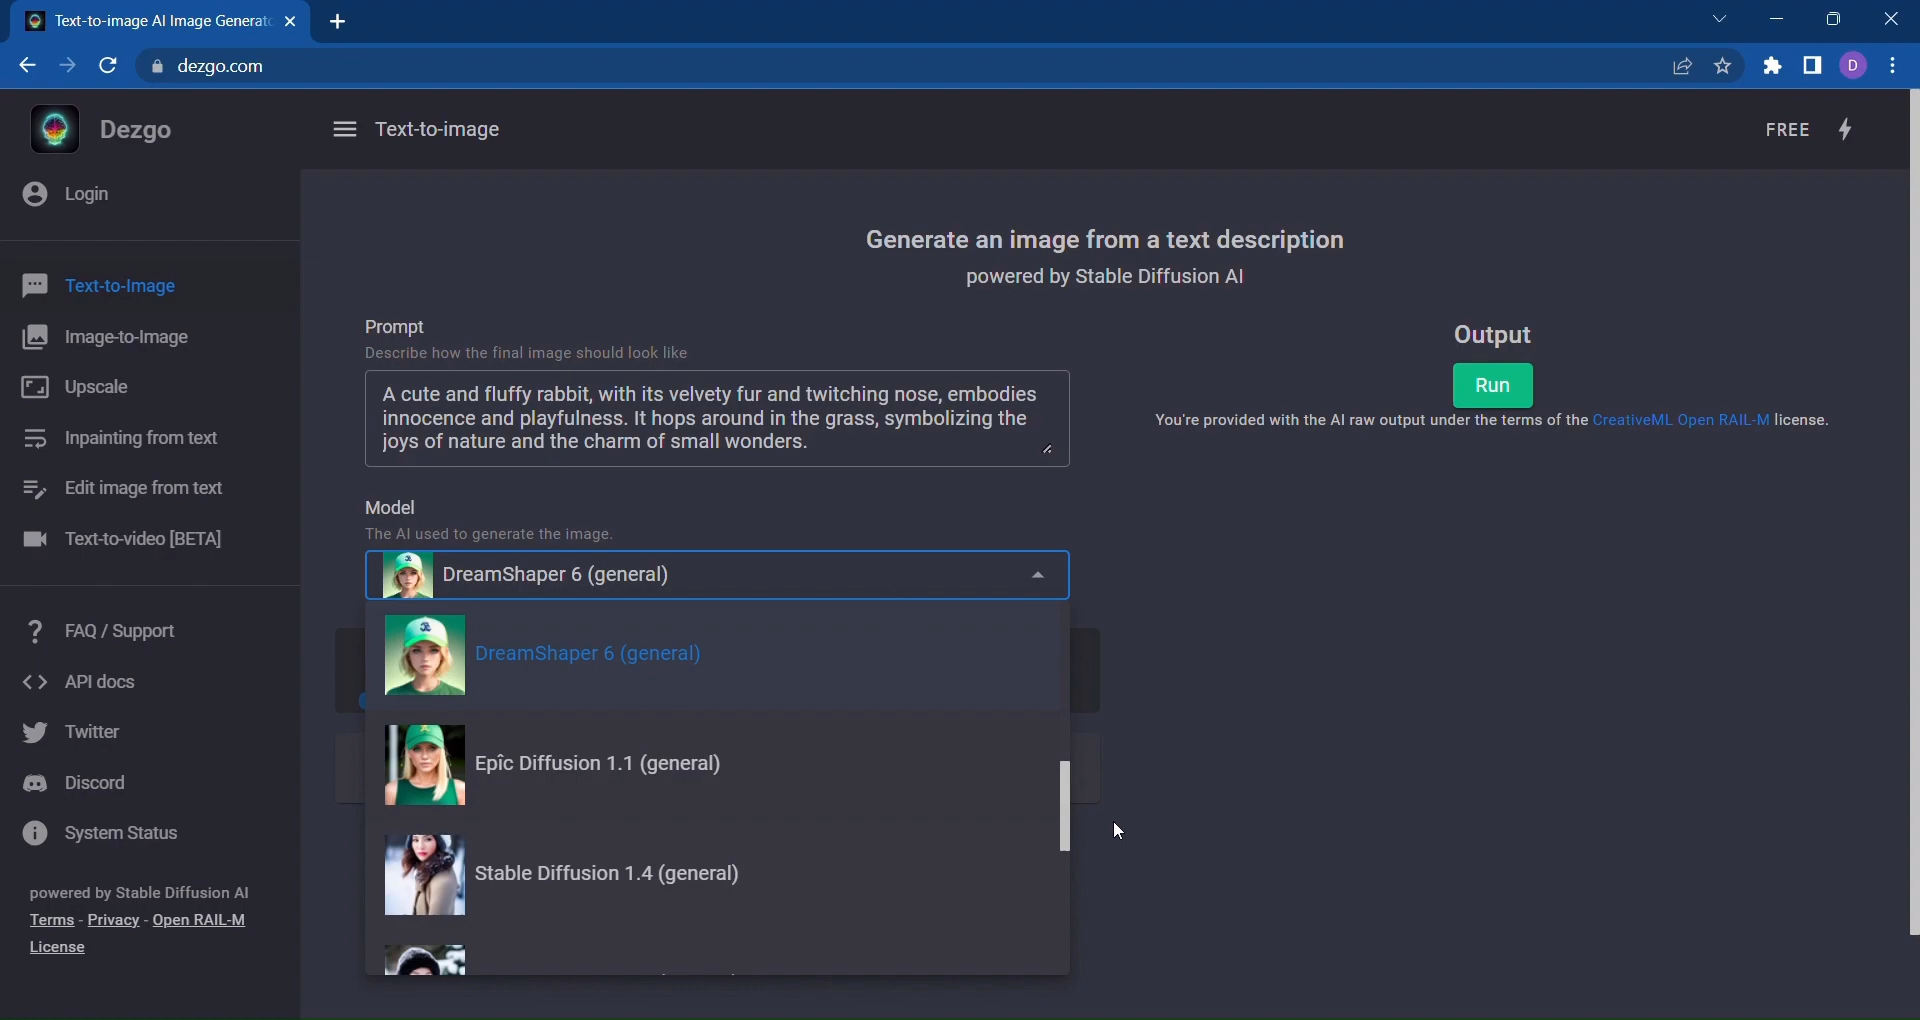 Text-to-image AI Image Generato
dezgo.com
D
Dezgo
Text-to-image
FREE
Login
Text-to-Image
Image-to-Image
Upscale
Inpainting from text
Edit image from text
Text-to-video [BETA]
FAQ / Support
API docs
Twitter
Discord
System Status
powered by Stable Diffusion AI
Terms - Privacy - Open RAIL-M
License
Generate an image from a text description
powered by Stable Diffusion AI
Prompt
Describe how the final image should look like
A cute and fluffy rabbit, with its velvety fur and twitching nose, embodies
innocence and playfulness. It hops around in the grass, symbolizing the
joys of nature and the charm of small wonders.
Model
The AI used to generate the image.
DreamShaper 6 (general)
DreamShaper 6 (general)
Epîc Diffusion 1.1 (general)
Stable Diffusion 1.4 (general)
Output
Run
You're provided with the AI raw output under the terms of the CreativeML Open RAIL-M license.